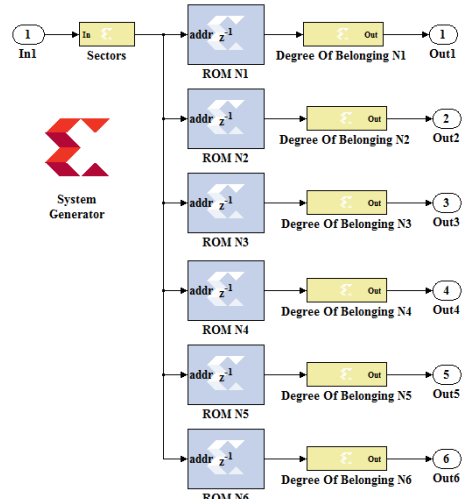 1
In1
In
Sectors
addr z-1
ROM N1
Out
Degree Of Belonging N1
1
Out1
addr z-1
ROM N2
Out
Degree Of Belonging N2
2
Out2
System
Generator
addr z-1
ROM N3
Out
Degree Of Belonging N3
3
Out3
addr z-1
ROM N4
Out
Degree Of Belonging N4
4
Out4
addr z-1
ROM N5
Out
Degree Of Belonging N5
5
Out5
addr z-1
ROM N6
Out
Degree Of Belonging N6
6
Out6